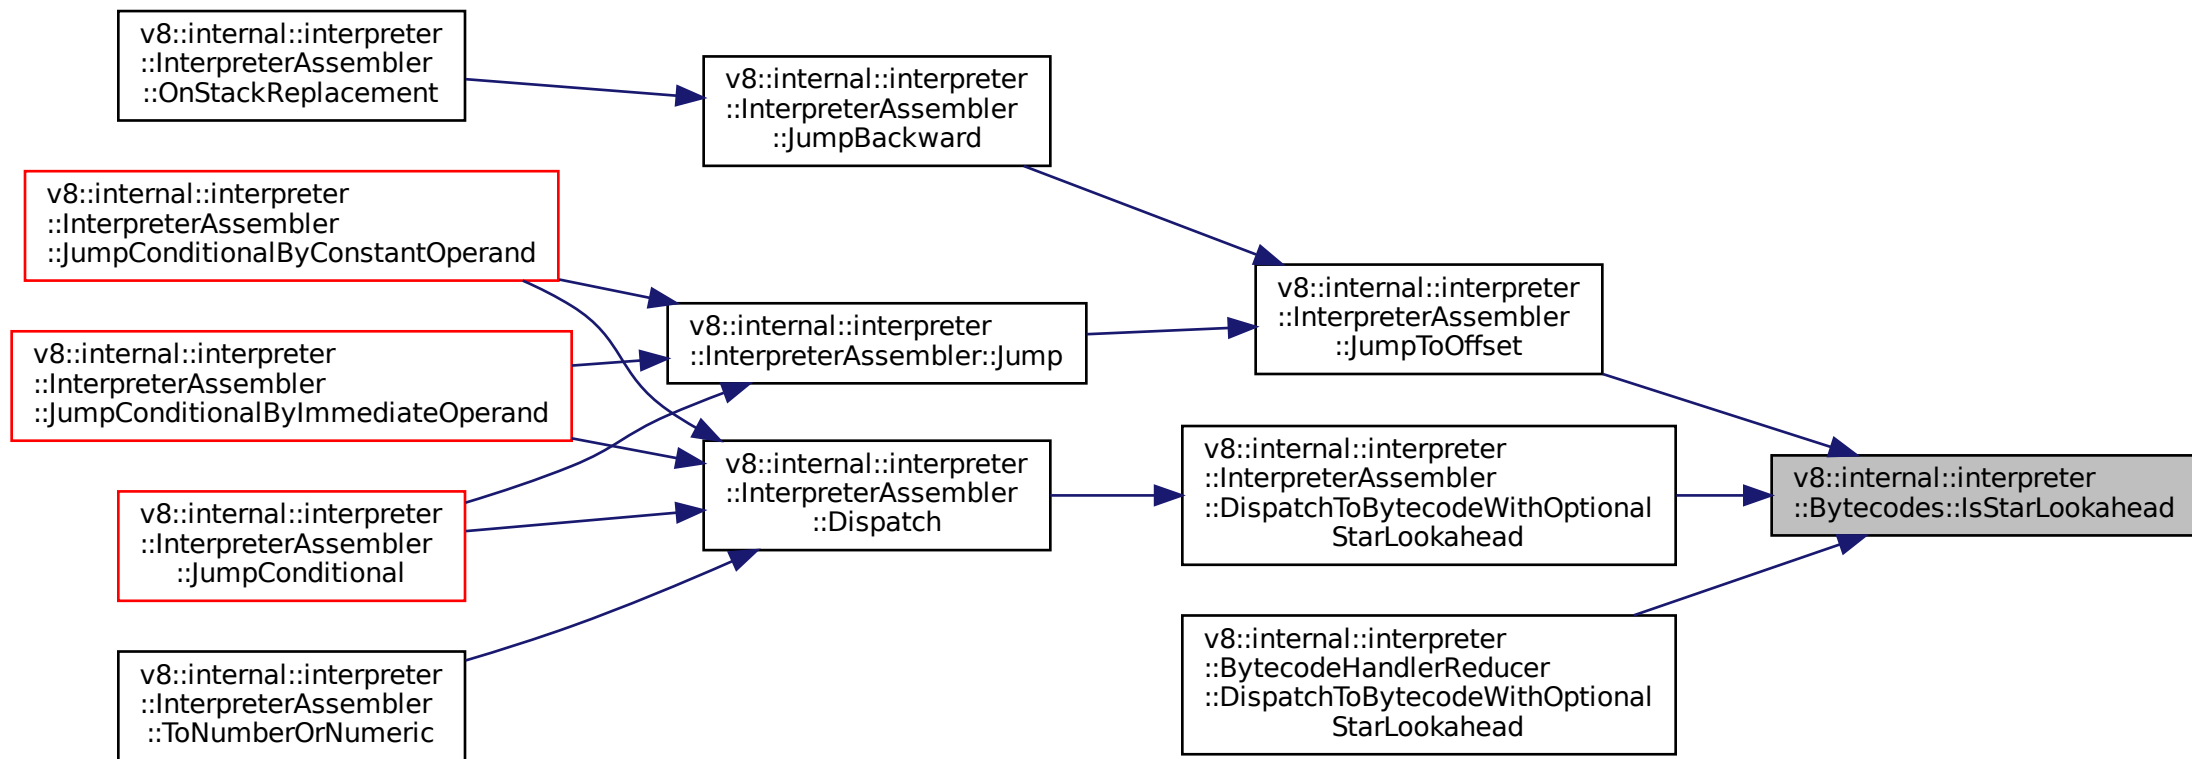 v8::internal::interpreter
::InterpreterAssembler
::OnStackReplacement
v8::internal::interpreter
::InterpreterAssembler
::JumpBackward
v8::internal::interpreter
::InterpreterAssembler
::JumpConditionalByConstantOperand
v8::internal::interpreter
::InterpreterAssembler
::JumpToOffset
v8::internal::interpreter
::InterpreterAssembler::Jump
v8::internal::interpreter
::InterpreterAssembler
::JumpConditionalByImmediateOperand
v8::internal::interpreter
::InterpreterAssembler
::DispatchToBytecodeWithOptional
StarLookahead
v8::internal::interpreter
::InterpreterAssembler
::Dispatch
v8::internal::interpreter
::Bytecodes::IsStarLookahead
v8::internal::interpreter
::InterpreterAssembler
::JumpConditional
v8::internal::interpreter
::BytecodeHandlerReducer
::DispatchToBytecodeWithOptional
StarLookahead
v8::internal::interpreter
::InterpreterAssembler
::ToNumberOrNumeric